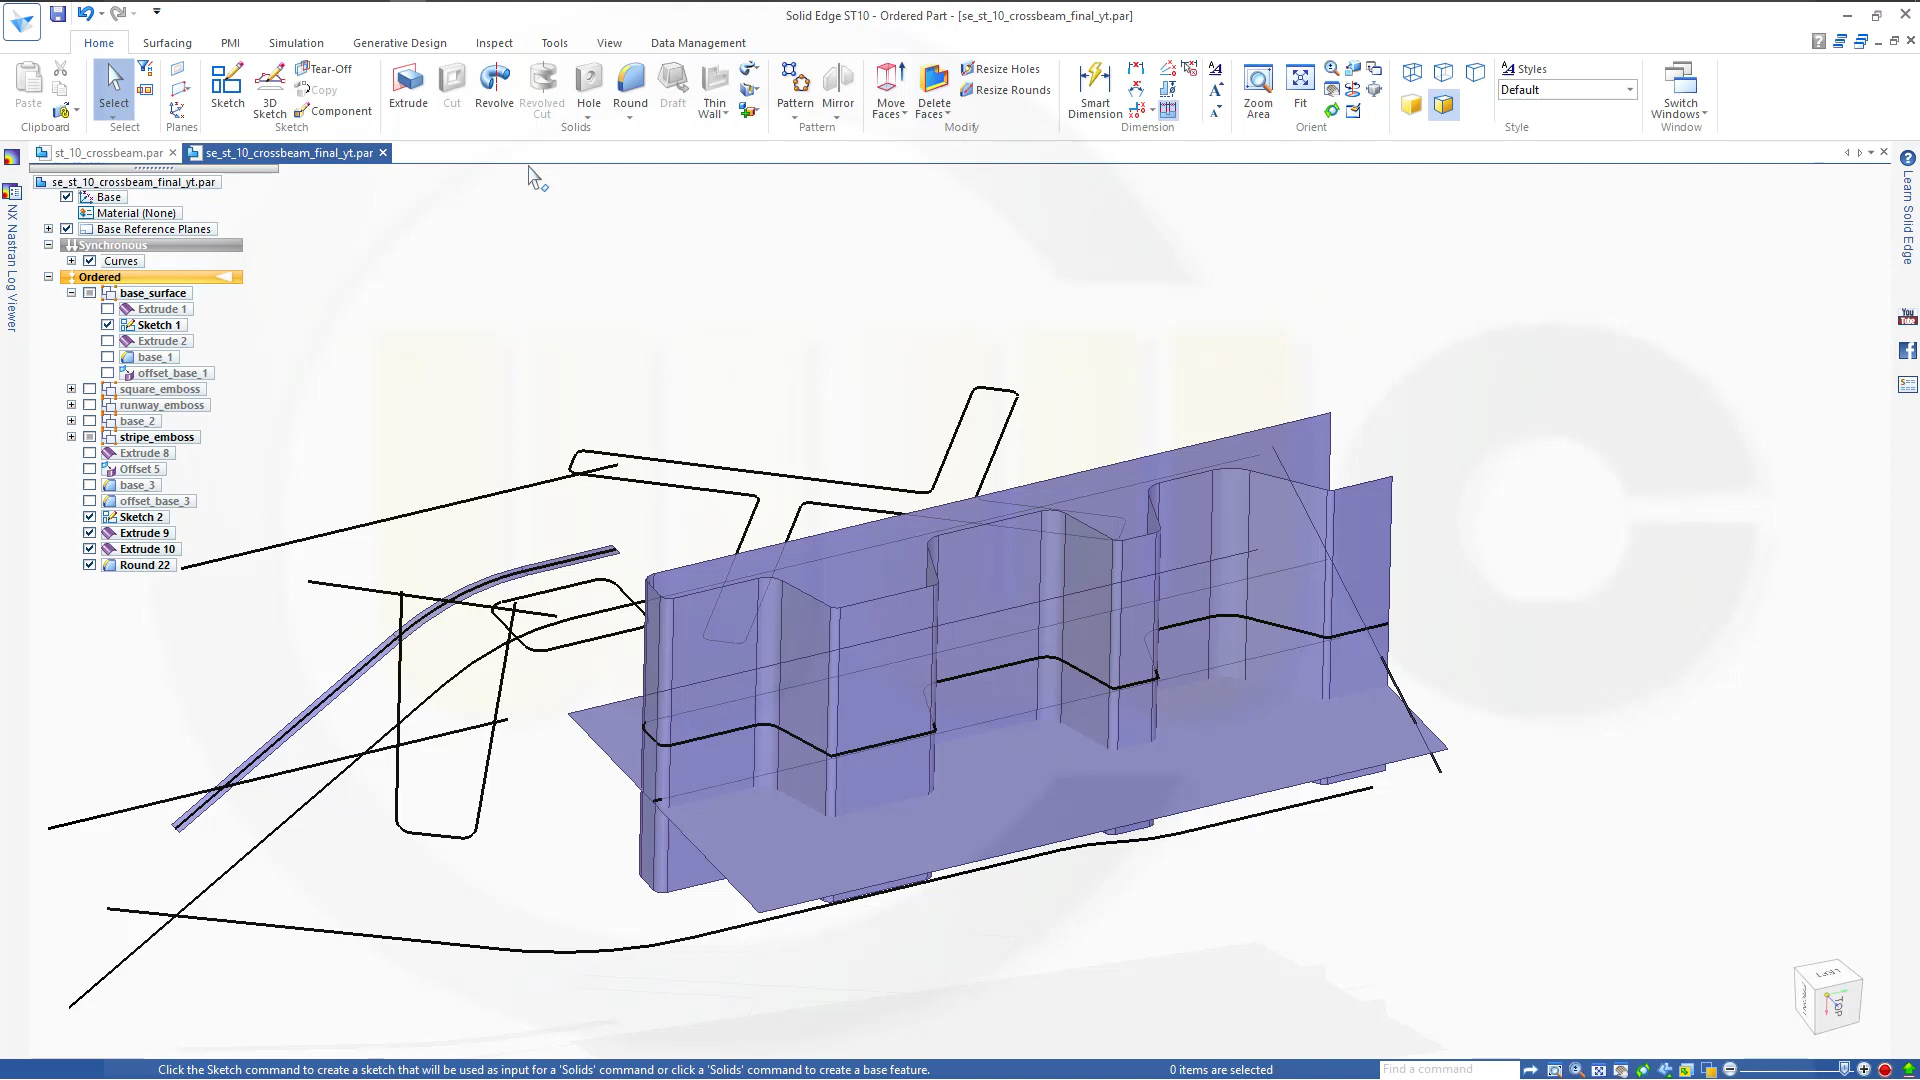 Solid Edge ST10 - Ordered Part - [se_st_10_crossbeam_final_yt.par]
Home
Surfacing
PMI
Simulation
Generative Design
Inspect
Tools
View
Data Management
Paste
Clipboard
Select
Select
Planes
Sketch
3D Sketch
Tear-Off
Copy
Component
Sketch
Extrude
Cut
Revolve
Revolved Cut
Hole
Round
Draft
Thin Wall
Solids
Pattern
Mirror
Pattern
Move Faces
Delete Faces
Resize Holes
Resize Rounds
Modify
Smart Dimension
Dimension
Zoom Area
Fit
Orient
Styles
Default
Style
Switch Windows
Window
st_10_crossbeam.par
se_st_10_crossbeam_final_yt.par
NX Nastran Log Viewer
se_st_10_crossbeam_final_yt.par
Base
Material (None)
Base Reference Planes
Synchronous
Curves
Ordered
base_surface
Extrude 1
Sketch 1
Extrude 2
base_1
offset_base_1
square_emboss
runway_emboss
base_2
stripe_emboss
Extrude 8
Offset 5
base_3
offset_base_3
Sketch 2
Extrude 9
Extrude 10
Round 22
Learn Solid Edge
You
Tube
LEFT
FRONT
TOP
Click the Sketch command to create a sketch that will be used as input for a 'Solids' command or click a 'Solids' command to create a base feature.
0 items are selected
Find a command